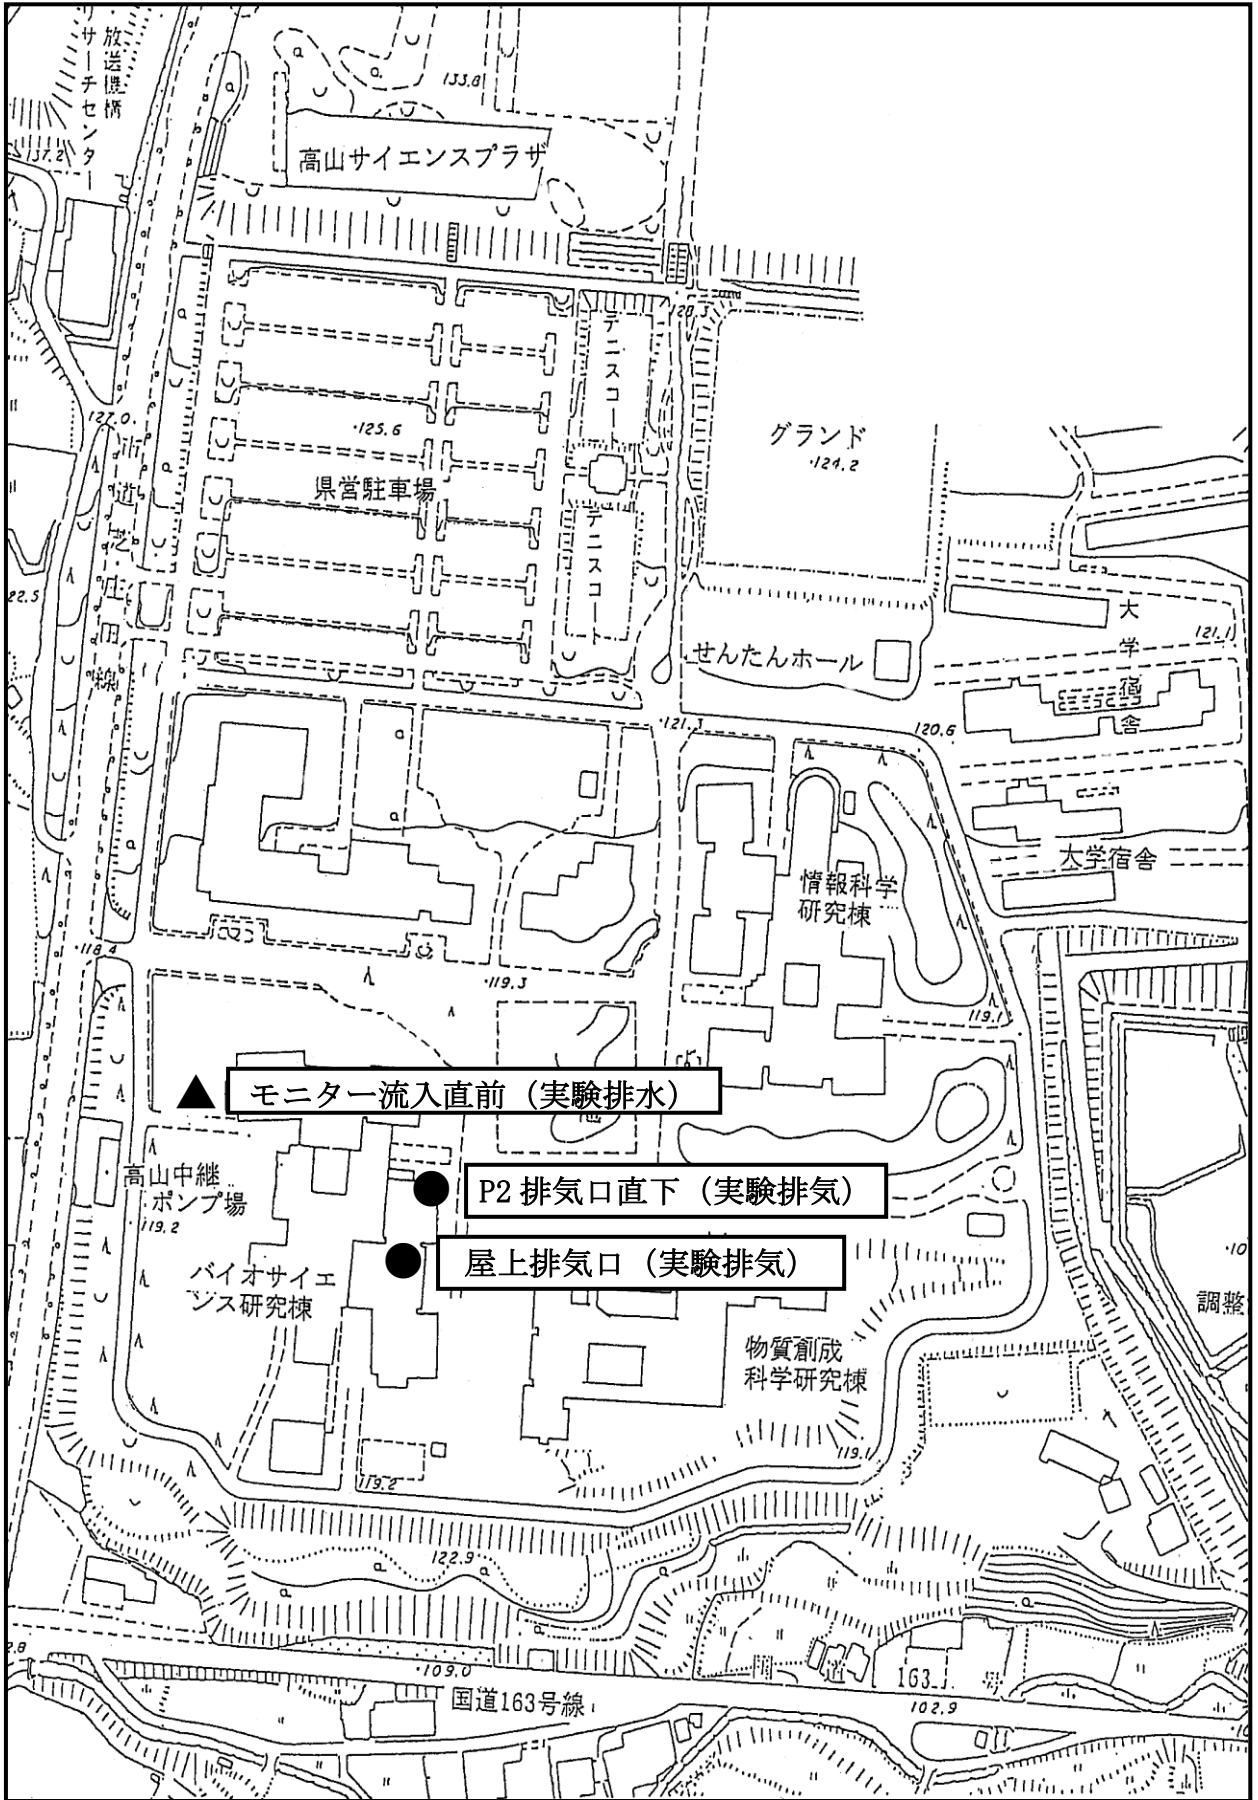 放送機構
リサーチセンター
133.8
137.2
高山サイエンスプラザ
128.3
テニスコート
127.0
・125.6
グランド
・124.2
県営駐車場
テニスコート
市道芝庄田線
22.5
大学宿舎
121.1
せんたんホール
・121.3
120.6
大学宿舎
情報科学
研究棟
・118.4
・119.3
119.1
モニター流入直前（実験排水）
池
高山中継
ポンプ場
・119.2
P2 排気口直下（実験排気）
屋上排気口（実験排気）
バイオサイエ
ンス研究棟
調整
物質創成
科学研究棟
119.1
・119.2
122.9
・109.0
国道163号線
国道 163 号
102.9